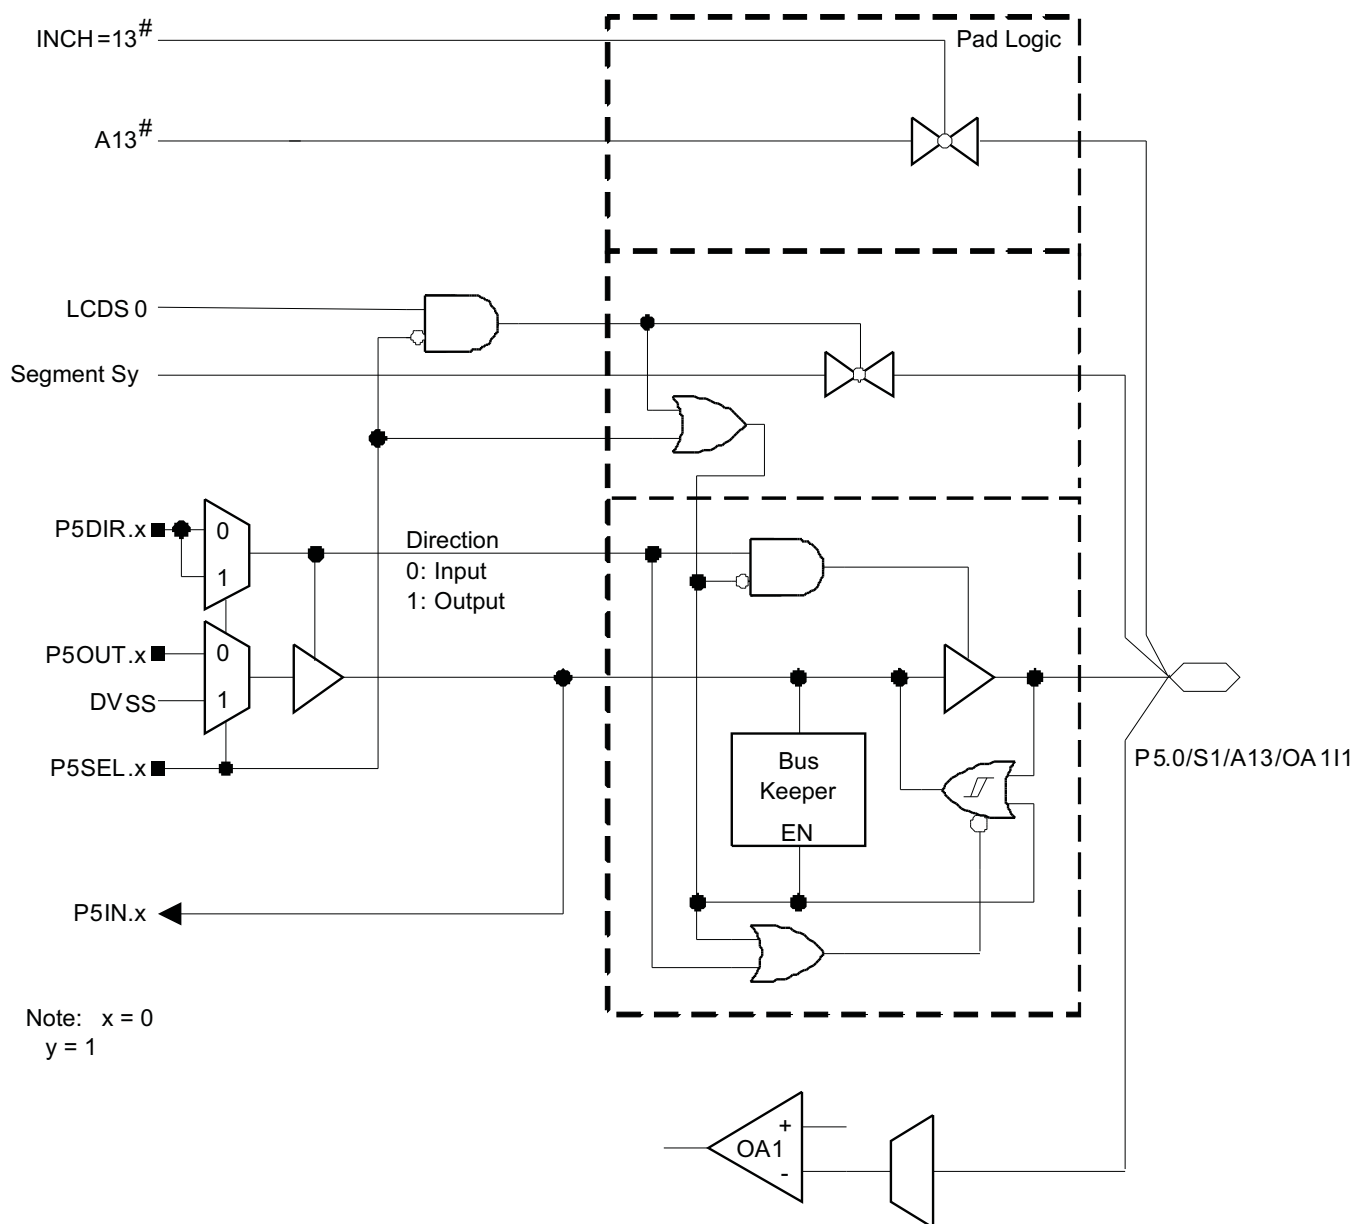 INCH=13#
Pad Logic
A13#
LCDS0
Segment Sy
P5DIR.x
0
1
Direction
0: Input
1: Output
P5OUT.x
0
DVSS
1
P5SEL.x
Bus
Keeper
EN
P5.0/S1/A13/OA1I1
P5IN.x
Note: x = 0
y = 1
+
OA1
-